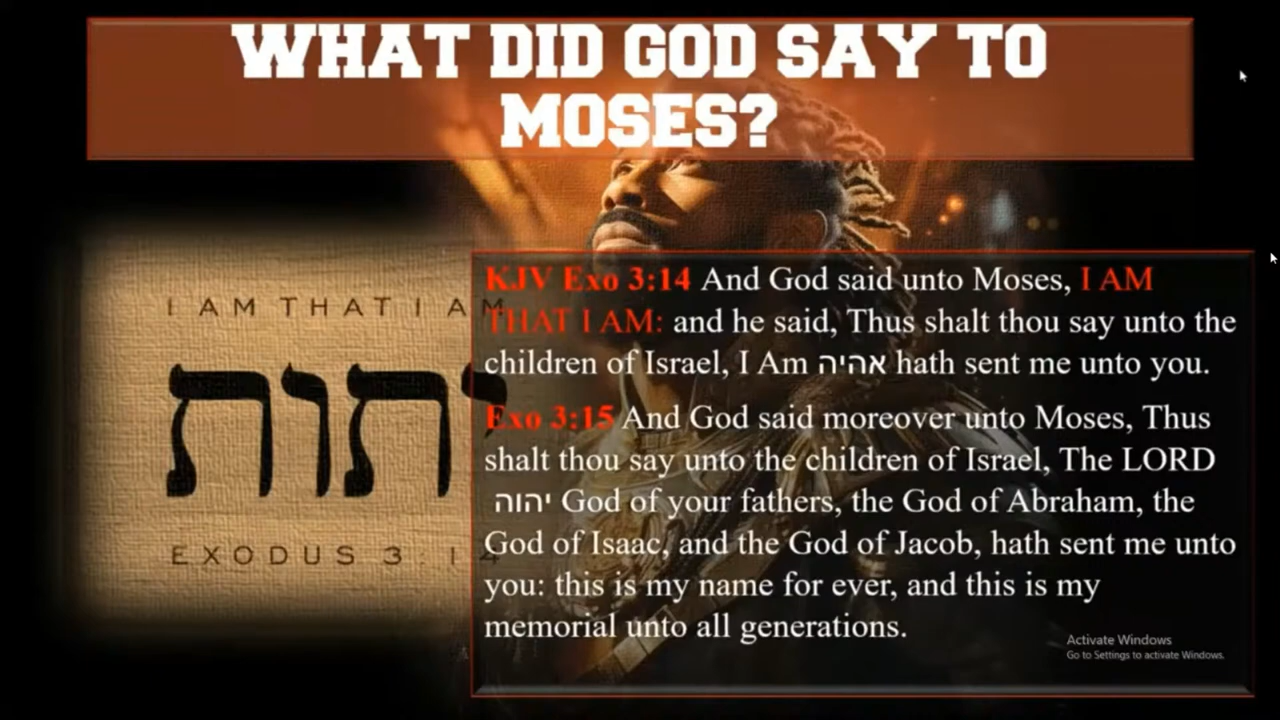 WHAT DID GOD SAY TO
MOSES?
I AM THAT I AM
יתות
EXODUS 3:14
KJV Exo 3:14 And God said unto Moses, I AM
THAT I AM: and he said, Thus shalt thou say unto the
children of Israel, I Am אהיה hath sent me unto you.
Exo 3:15 And God said moreover unto Moses, Thus
shalt thou say unto the children of Israel, The LORD
יהוה God of your fathers, the God of Abraham, the
God of Isaac, and the God of Jacob, hath sent me unto
you: this is my name for ever, and this is my
memorial unto all generations.
Activate Windows
Go to Settings to activate Windows.